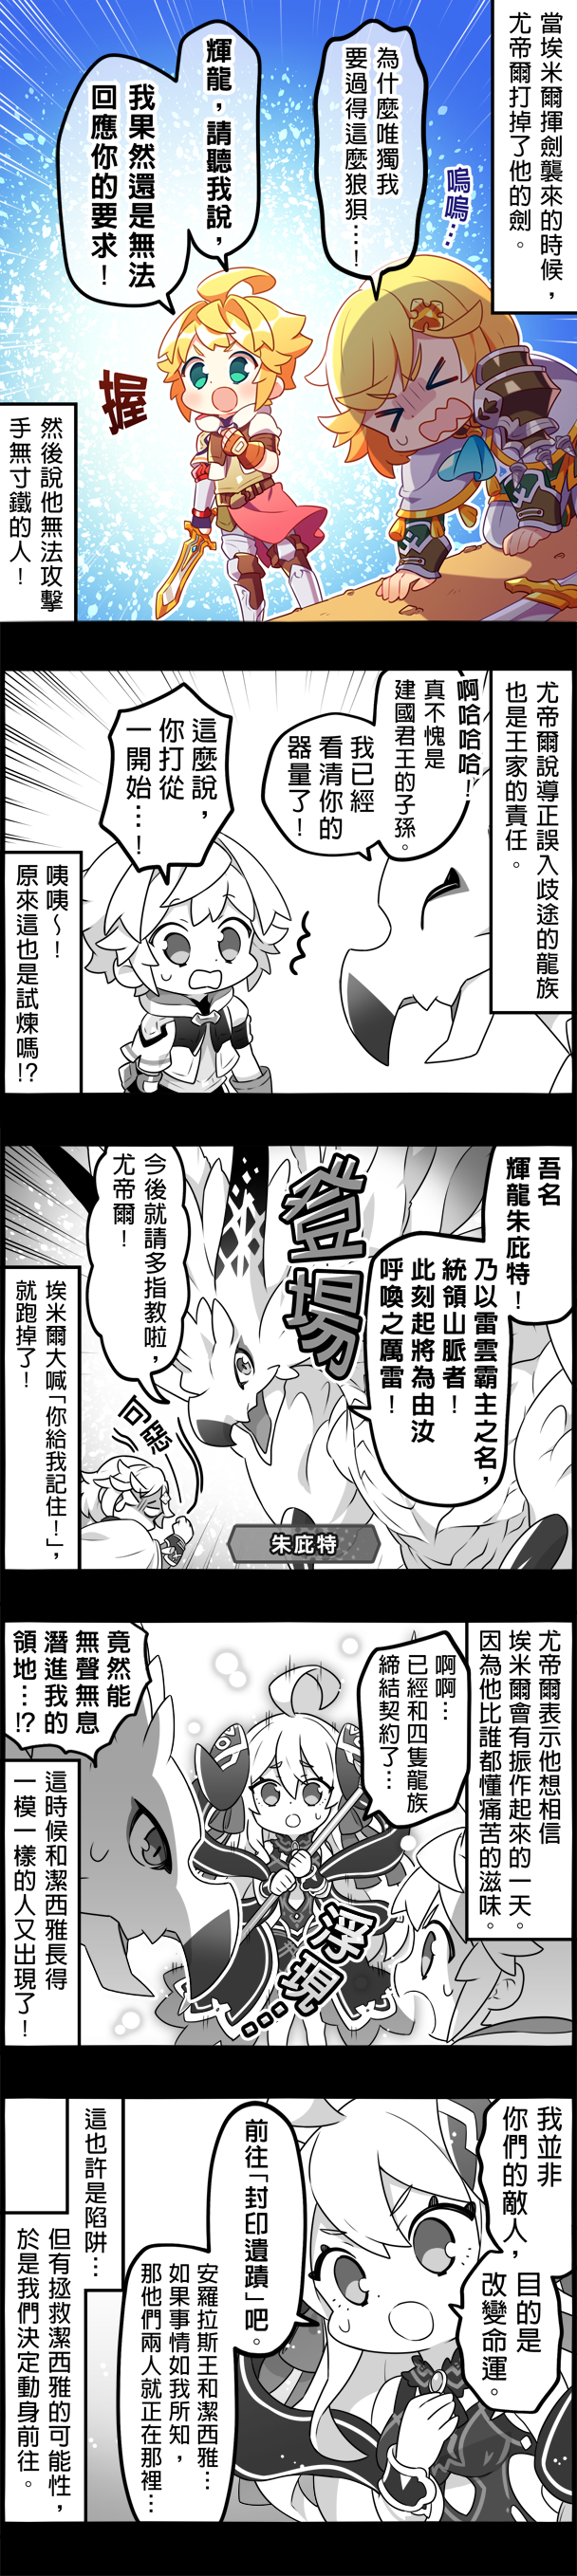 當埃米爾揮劍襲來的時候，
尤帝爾打掉了他的劍。
嗚嗚…
為什麼唯獨我
要過得這麼狼狽…！
輝龍，請聽我說，
我果然還是無法
回應你的要求！
握
然後說他無法攻擊
手無寸鐵的人！
尤帝爾說導正誤入歧途的龍族
也是王家的責任。
啊哈哈哈！
真不愧是
建國君王的子孫。
我已經
看清你的
器量了！
這麼說，
你打從
一開始…！
咦咦～！
原來這也是試煉嗎!?
吾名
輝龍朱庇特！
乃以雷雲霸主之名，
統領山脈者！
此刻起將為由汝
呼喚之厲雷！
登場
今後就請多指教啦，
尤帝爾！
可惡
朱庇特
埃米爾大喊「你給我記住！」，
就跑掉了！
尤帝爾表示他想相信
埃米爾會有振作起來的一天。
因為他比誰都懂痛苦的滋味。
啊啊…
已經和四隻龍族
締結契約了…
浮現…
竟然能
無聲無息
潛進我的
領地…!?
這時候和潔西雅長得
一模一樣的人又出現了！
我並非
你們的敵人，
目的是
改變命運。
前往「封印遺蹟」吧。
安羅拉斯王和潔西雅…
如果事情如我所知，
那他們兩人就正在那裡…
這也許是陷阱…
但有拯救潔西雅的可能性，
於是我們決定動身前往。